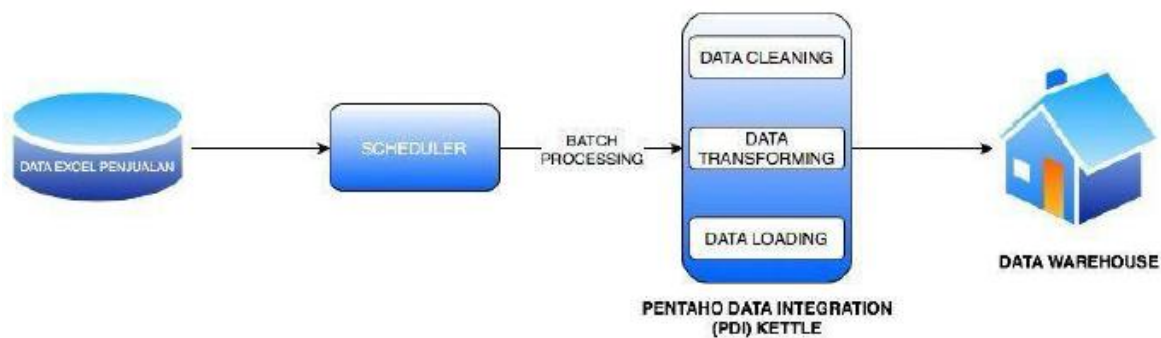 DATA EXCEL PENJUALAN
SCHEDULER
BATCH
PROCESSING
DATA CLEANING
DATA
TRANSFORMING
DATA LOADING
PENTAHO DATA INTEGRATION
(PDI) KETTLE
DATA WAREHOUSE